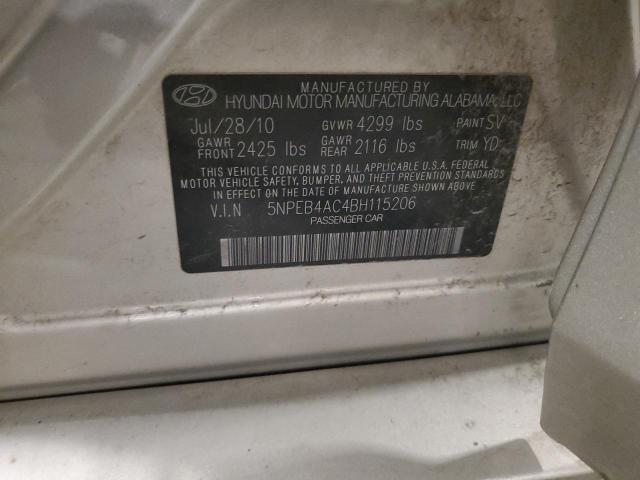 MANUFACTURED BY
HYUNDAI MOTOR MANUFACTURING ALABAMA, LLC
Jul/28/10 GVWR 4299 lbs PAINT SV
GAWR FRONT 2425 lbs GAWR REAR 2116 lbs TRIM YD
THIS VEHICLE CONFORMS TO ALL APPLICABLE U.S.A. FEDERAL
MOTOR VEHICLE SAFETY, BUMPER, AND THEFT PREVENTION STANDARDS
IN EFFECT ON THE DATE OF MANUFACTURE SHOWN ABOVE.
V.I.N 5NPEB4AC4BH115206
PASSENGER CAR